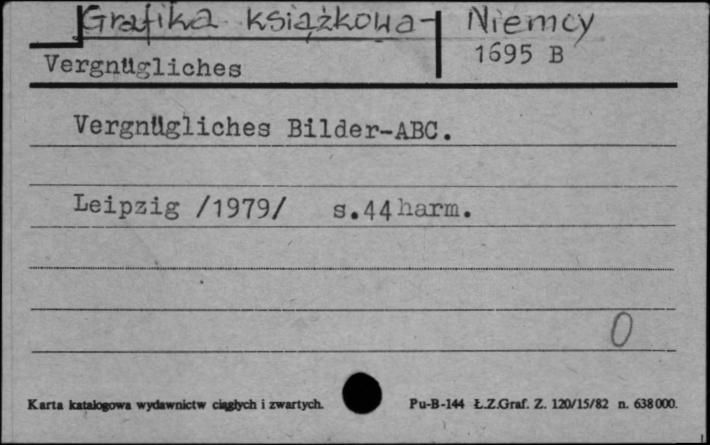 Grafika książkowa - Niemcy
Vergnügliches 1695 B
Vergnügliches Bilder-ABC.
Leipzig /1979/ s.44 harm.
0
Karta katalogowa wydawnictw ciągłych i zwartych. Pu-B-144 Ł.Z.Graf. Z. 120/15/82 n. 638000.